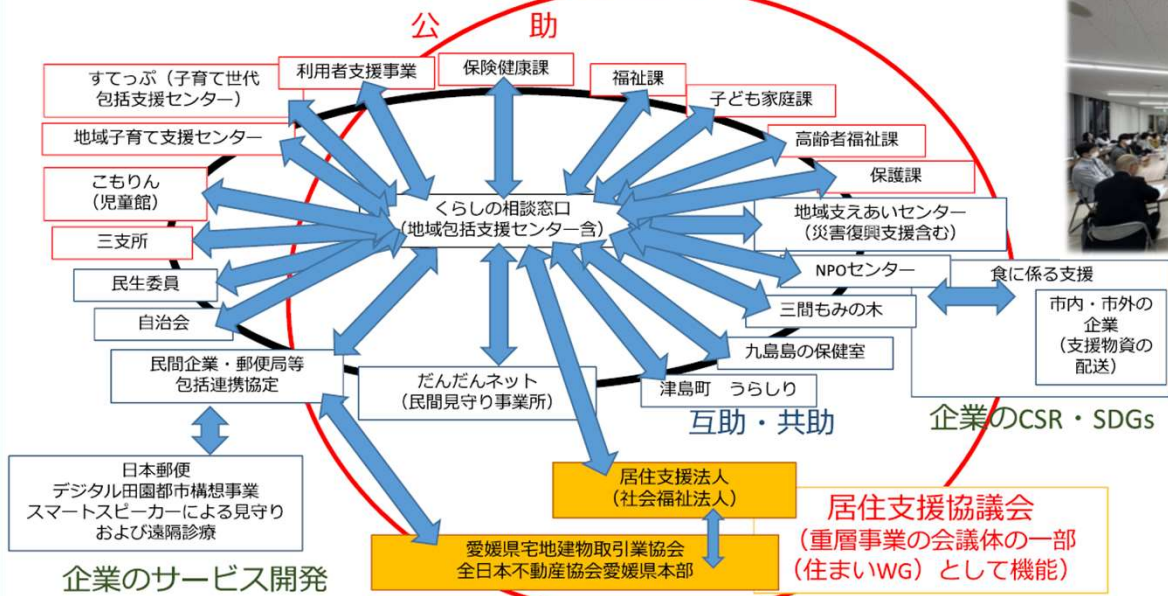 公 助
すてっぷ（子育て世代
包括支援センター）
利用者支援事業
保険健康課
福祉課
子ども家庭課
高齢者福祉課
保護課
地域子育て支援センター
こもりん
（児童館）
三支所
民生委員
自治会
民間企業・郵便局等
包括連携協定
くらしの相談窓口
（地域包括支援センター含）
地域支えあいセンター
（災害復興支援含む）
NPOセンター
三間もみの木
九島島の保健室
津島町 うらしり
だんだんネット
（民間見守り事業所）
互助・共助
食に係る支援
市内・市外の
企業
（支援物資の
配送）
企業のCSR・SDGs
日本郵便
デジタル田園都市構想事業
スマートスピーカーによる見守り
および遠隔診療
企業のサービス開発
居住支援法人
（社会福祉法人）
愛媛県宅地建物取引業協会
全日本不動産協会愛媛県本部
居住支援協議会
（重層事業の会議体の一部
（住まいWG）として機能）